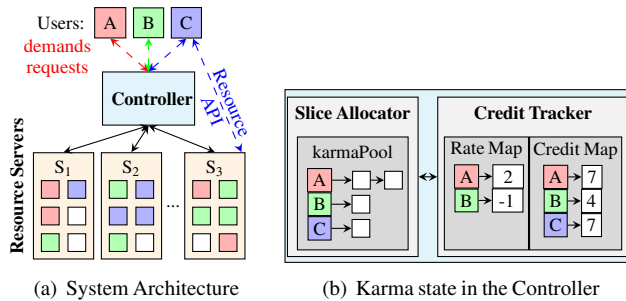 Users: A B C
demands
requests
Resource
API
Controller
Resource Servers
S1 S2 S3
...
(a) System Architecture
Slice Allocator
karmaPool
A
B
C
Credit Tracker
Rate Map
A 2
B -1
Credit Map
A 7
B 4
C 7
(b) Karma state in the Controller